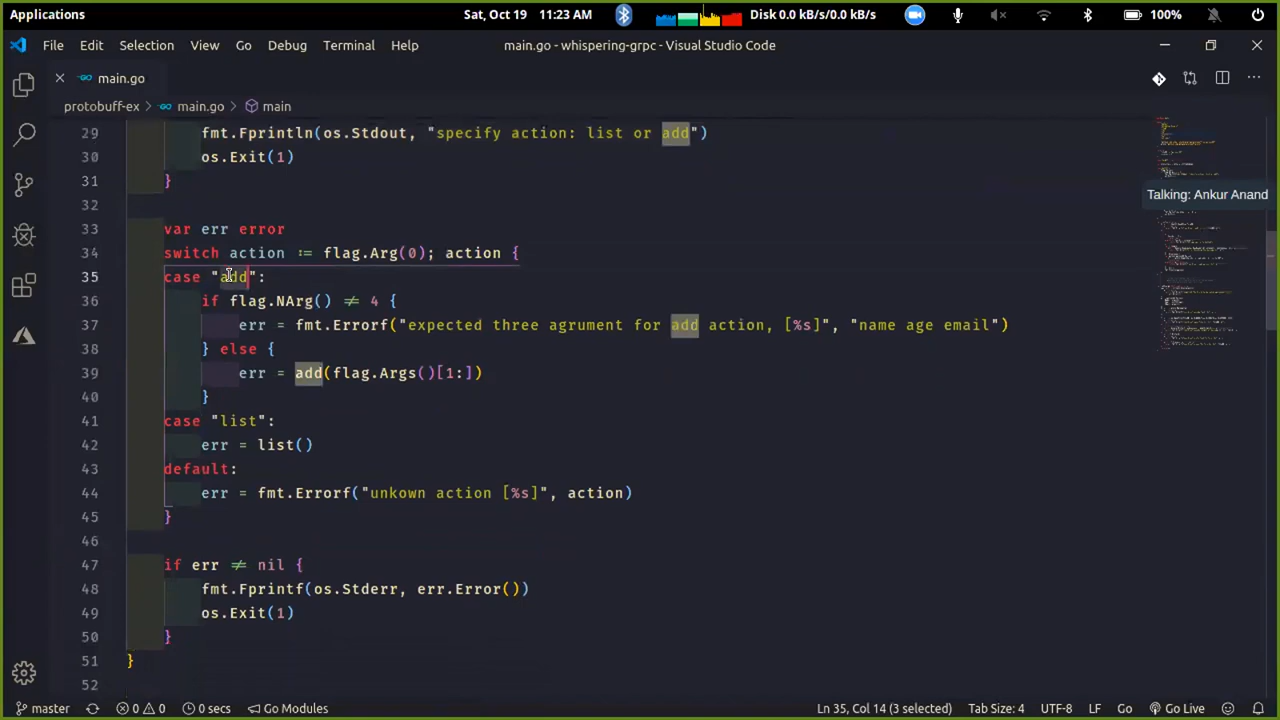 Applications Sat, Oct 19 11:23 AM Disk 0.0 kB/s/0.0 kB/s 100%
File Edit Selection View Go Debug Terminal Help main.go - whispering-grpc - Visual Studio Code
main.go
protobuff-ex > main.go > main
29 fmt.Fprintln(os.Stdout, "specify action: list or add")
30 os.Exit(1)
31 }
Talking: Ankur Anand
32
33 var err error
34 switch action := flag.Arg(0); action {
35 case "add":
36 if flag.NArg() ≠ 4 {
37 err = fmt.Errorf("expected three agrument for add action, [%s]", "name age email")
38 } else {
39 err = add(flag.Args()[1:])
40 }
41 case "list":
42 err = list()
43 default:
44 err = fmt.Errorf("unkown action [%s]", action)
45 }
46
47 if err ≠ nil {
48 fmt.Fprintf(os.Stderr, err.Error())
49 os.Exit(1)
50 }
51 }
52
master 0 0 0 secs Go Modules Ln 35, Col 14 (3 selected) Tab Size: 4 UTF-8 LF Go Go Live